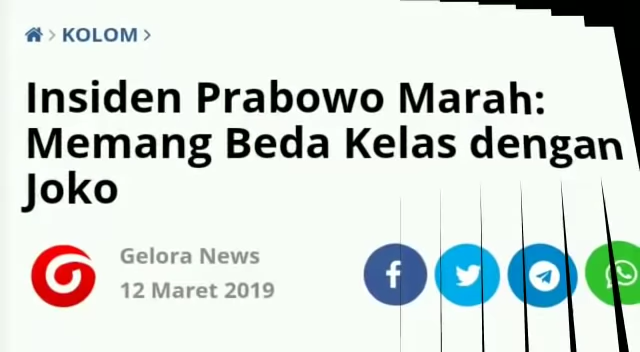 KOLOM
Insiden Prabowo Marah:
Memang Beda Kelas dengan
Joko
Gelora News
12 Maret 2019